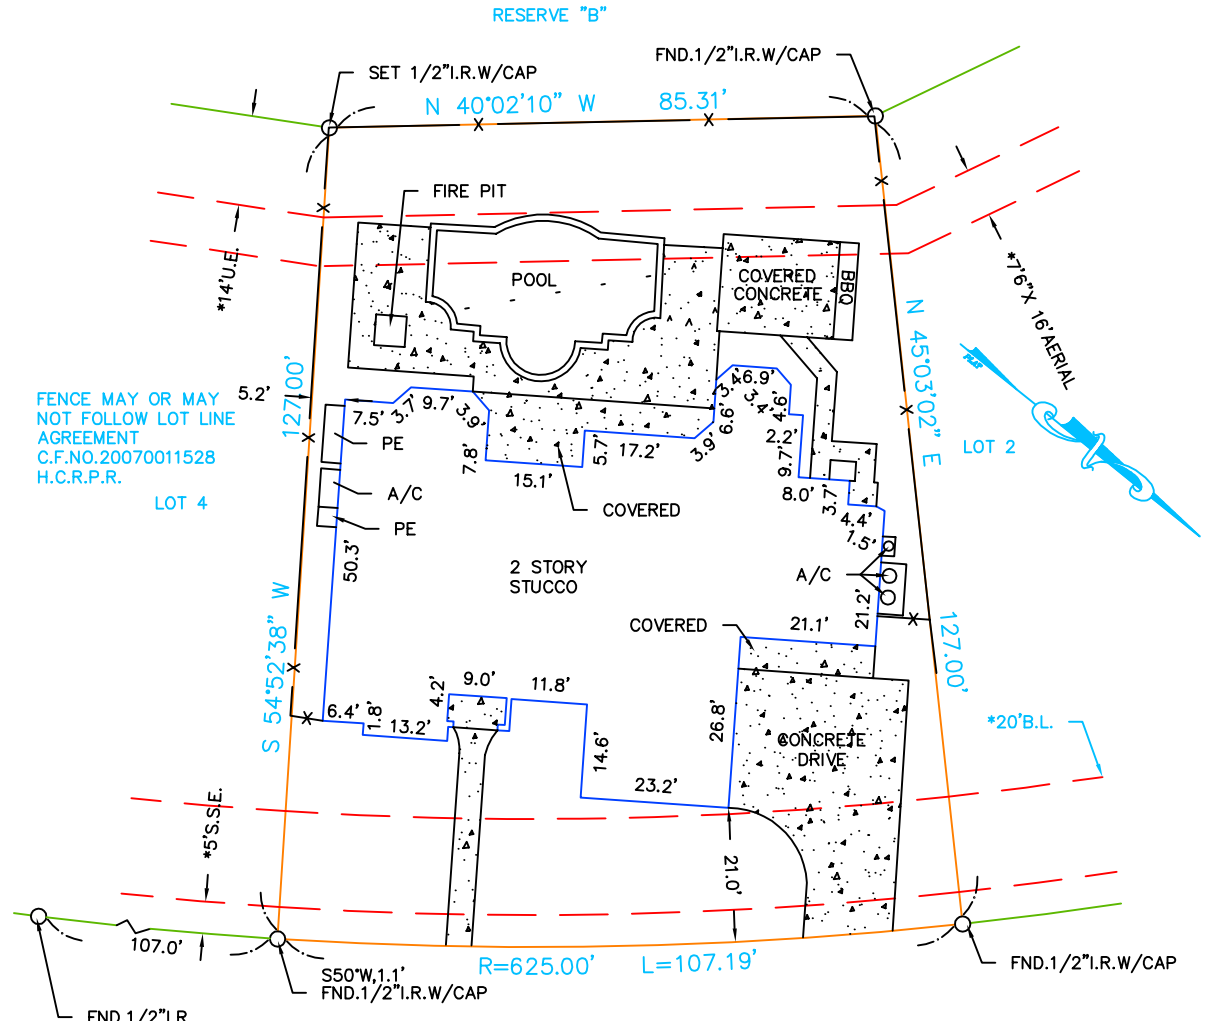 RESERVE "B"
FND.1/2"I.R.W/CAP
SET 1/2"I.R.W/CAP
N 40°02'10" W 85.31'
FIRE PIT
*14'U.E.
POOL
COVERED
CONCRETE
BBQ
*7'6"X 16'AERIAL
N 45°03'02" E
127.00'
PLAT
LOT 2
FENCE MAY OR MAY
NOT FOLLOW LOT LINE
AGREEMENT
C.F.NO.20070011528
H.C.R.P.R.
LOT 4
5.2'
127.00'
S 54°52'38" W
7.5'
3.7'
9.7'
3.9'
7.8'
15.1'
5.7'
17.2'
3.9'
6.6'
3.4'
6.9'
3.4'
4.6'
2.2'
9.7'
8.0'
3.7'
4.4'
1.5'
PE
A/C
PE
COVERED
50.3'
2 STORY
STUCCO
A/C
21.2'
COVERED
21.1'
6.4'
1.8'
13.2'
4.2'
9.0'
11.8'
14.6'
23.2'
26.8'
CONCRETE
DRIVE
*20'B.L.
*5'S.S.E.
21.0'
107.0'
S50°W,1.1'
FND.1/2"I.R.W/CAP
R=625.00' L=107.19'
FND.1/2"I.R.W/CAP
FND.1/2"I.R.